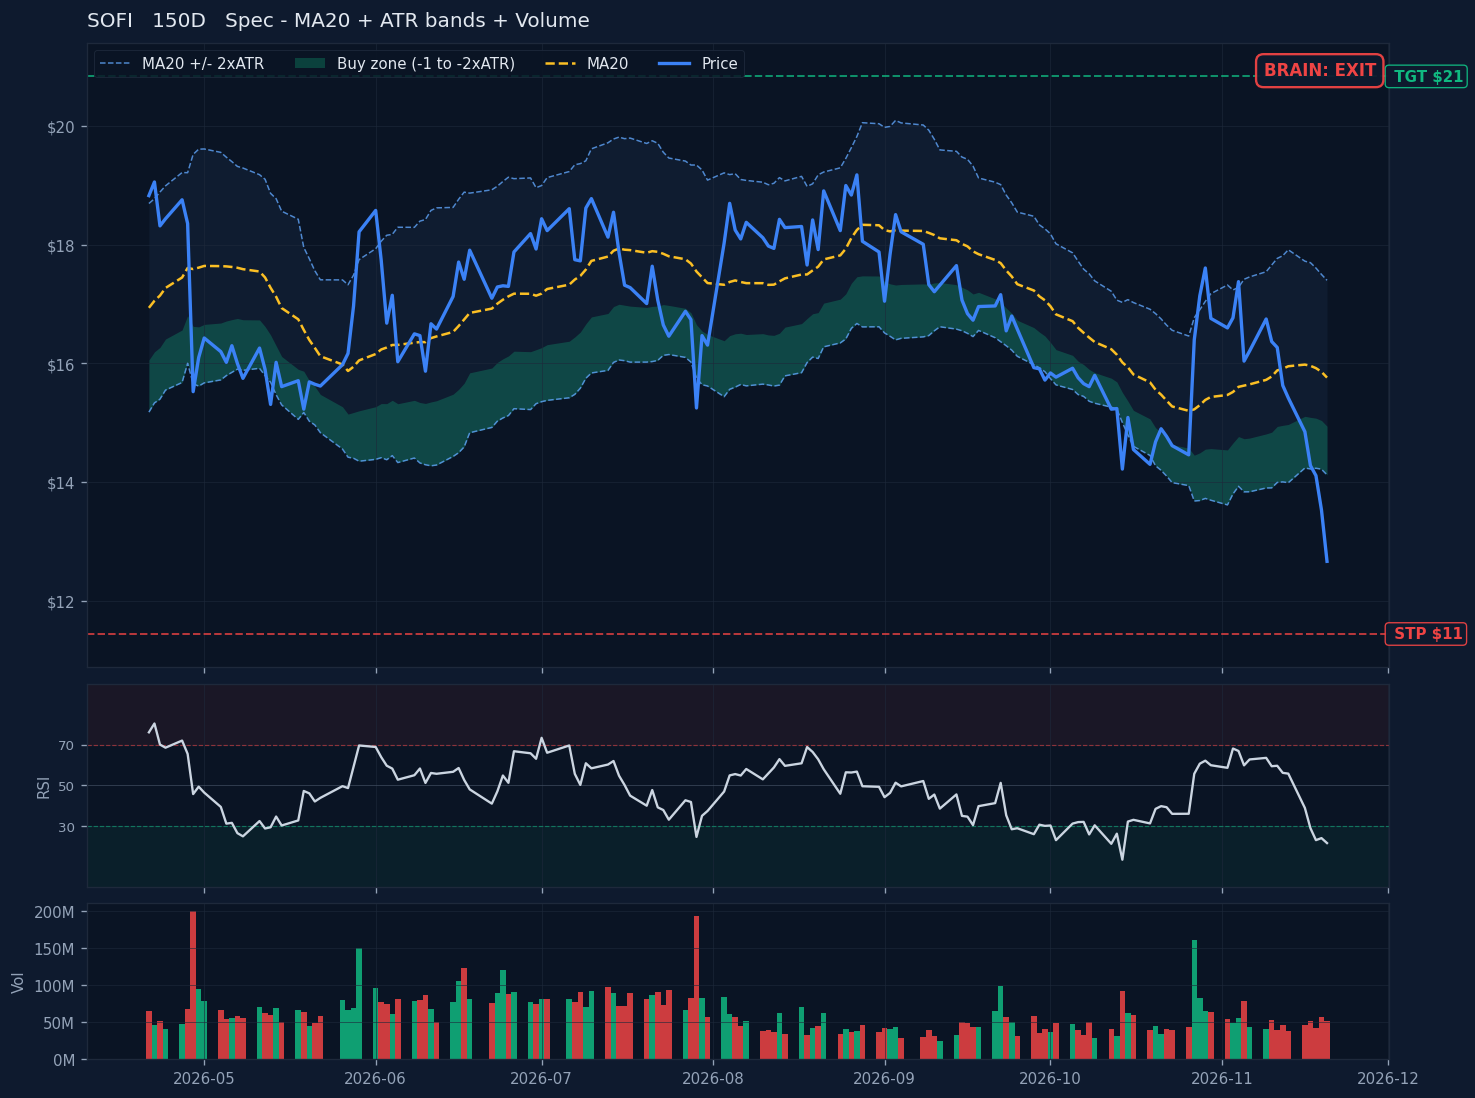 SOFI   150D   Spec - MA20 + ATR bands + Volume
MA20 +/- 2xATR
Buy zone (-1 to -2xATR)
MA20
Price
BRAIN: EXIT
TGT $21
$20
$18
$16
$14
$12
STP $11
RSI
70
50
30
Vol
200M
150M
100M
50M
0M
2026-05
2026-06
2026-07
2026-08
2026-09
2026-10
2026-11
2026-12